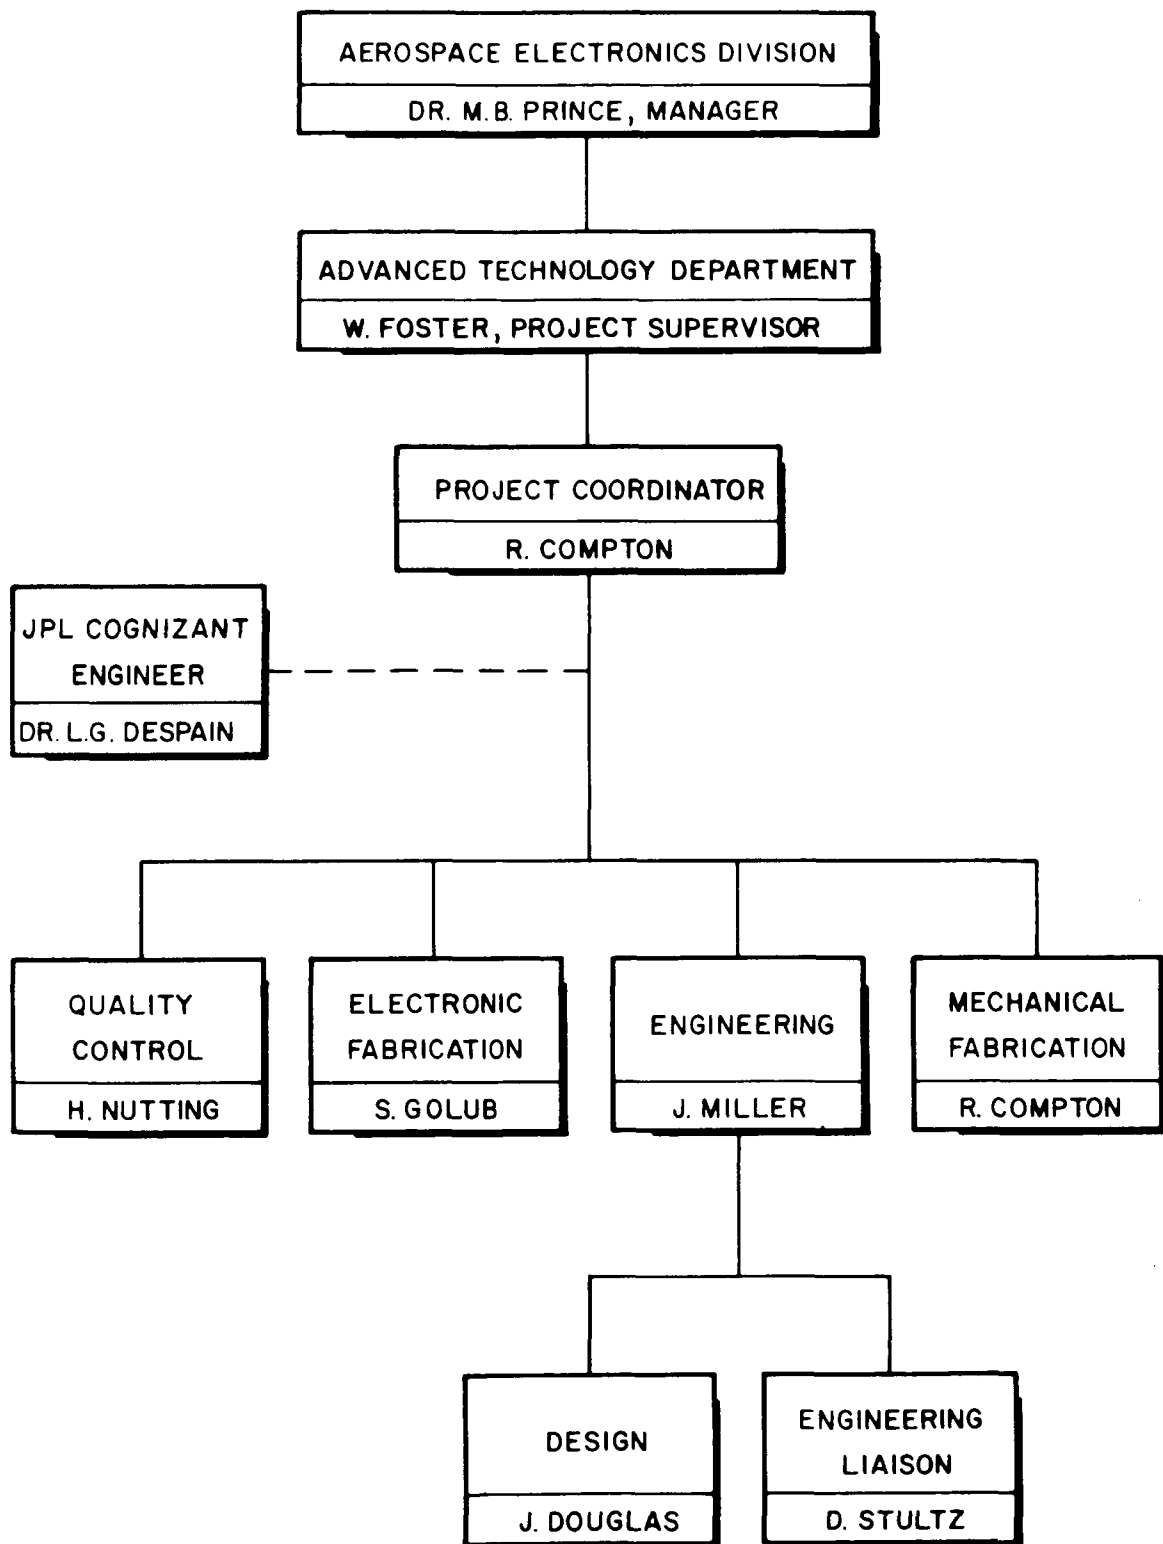 AEROSPACE ELECTRONICS DIVISION
DR. M.B. PRINCE, MANAGER
ADVANCED TECHNOLOGY DEPARTMENT
W. FOSTER, PROJECT SUPERVISOR
PROJECT COORDINATOR
R. COMPTON
JPL COGNIZANT
ENGINEER
DR. L.G. DESPAIN
QUALITY
CONTROL
H. NUTTING
ELECTRONIC
FABRICATION
S. GOLUB
ENGINEERING
J. MILLER
MECHANICAL
FABRICATION
R. COMPTON
DESIGN
J. DOUGLAS
ENGINEERING
LIAISON
D. STULTZ